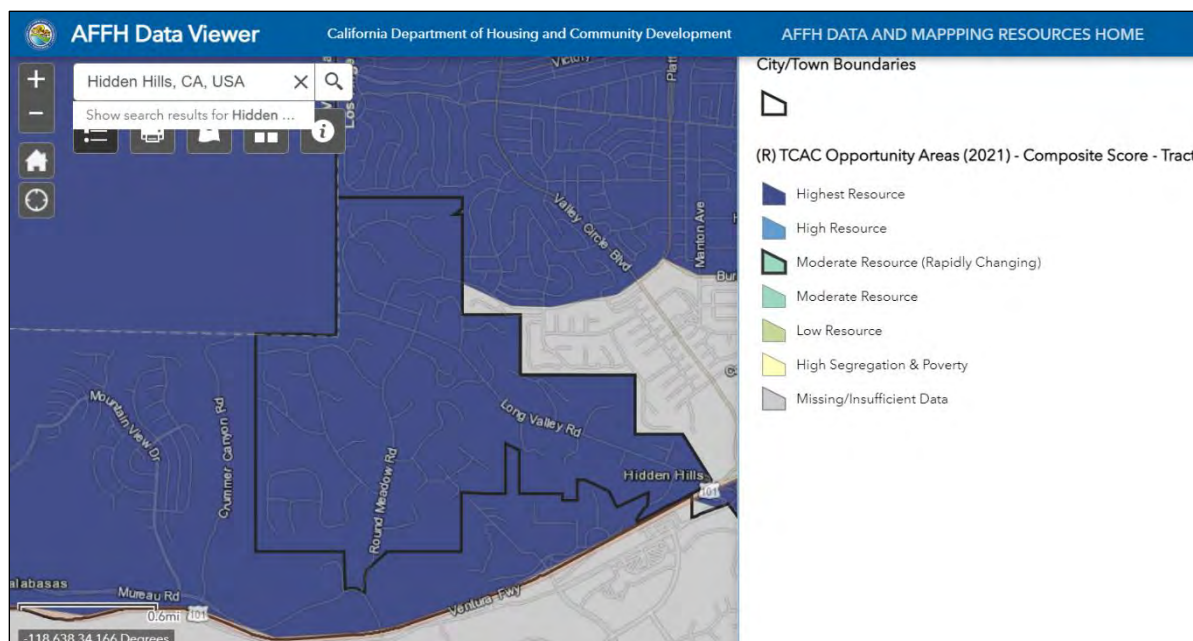 AFFH Data Viewer
California Department of Housing and Community Development
AFFH DATA AND MAPPPING RESOURCES HOME
Hidden Hills, CA, USA
Show search results for Hidden ...
City/Town Boundaries
(R) TCAC Opportunity Areas (2021) - Composite Score - Tract
Highest Resource
High Resource
Moderate Resource (Rapidly Changing)
Moderate Resource
Low Resource
High Segregation & Poverty
Missing/Insufficient Data
Valley Circle Blvd
Manton Ave
Long Valley Rd
Hidden Hills
101
Mountain View Dr
Crummer Canyon Rd
Round Meadow Rd
Mureau Rd
101
Ventura Fwy
0.6mi
-118.638 34.166 Degrees